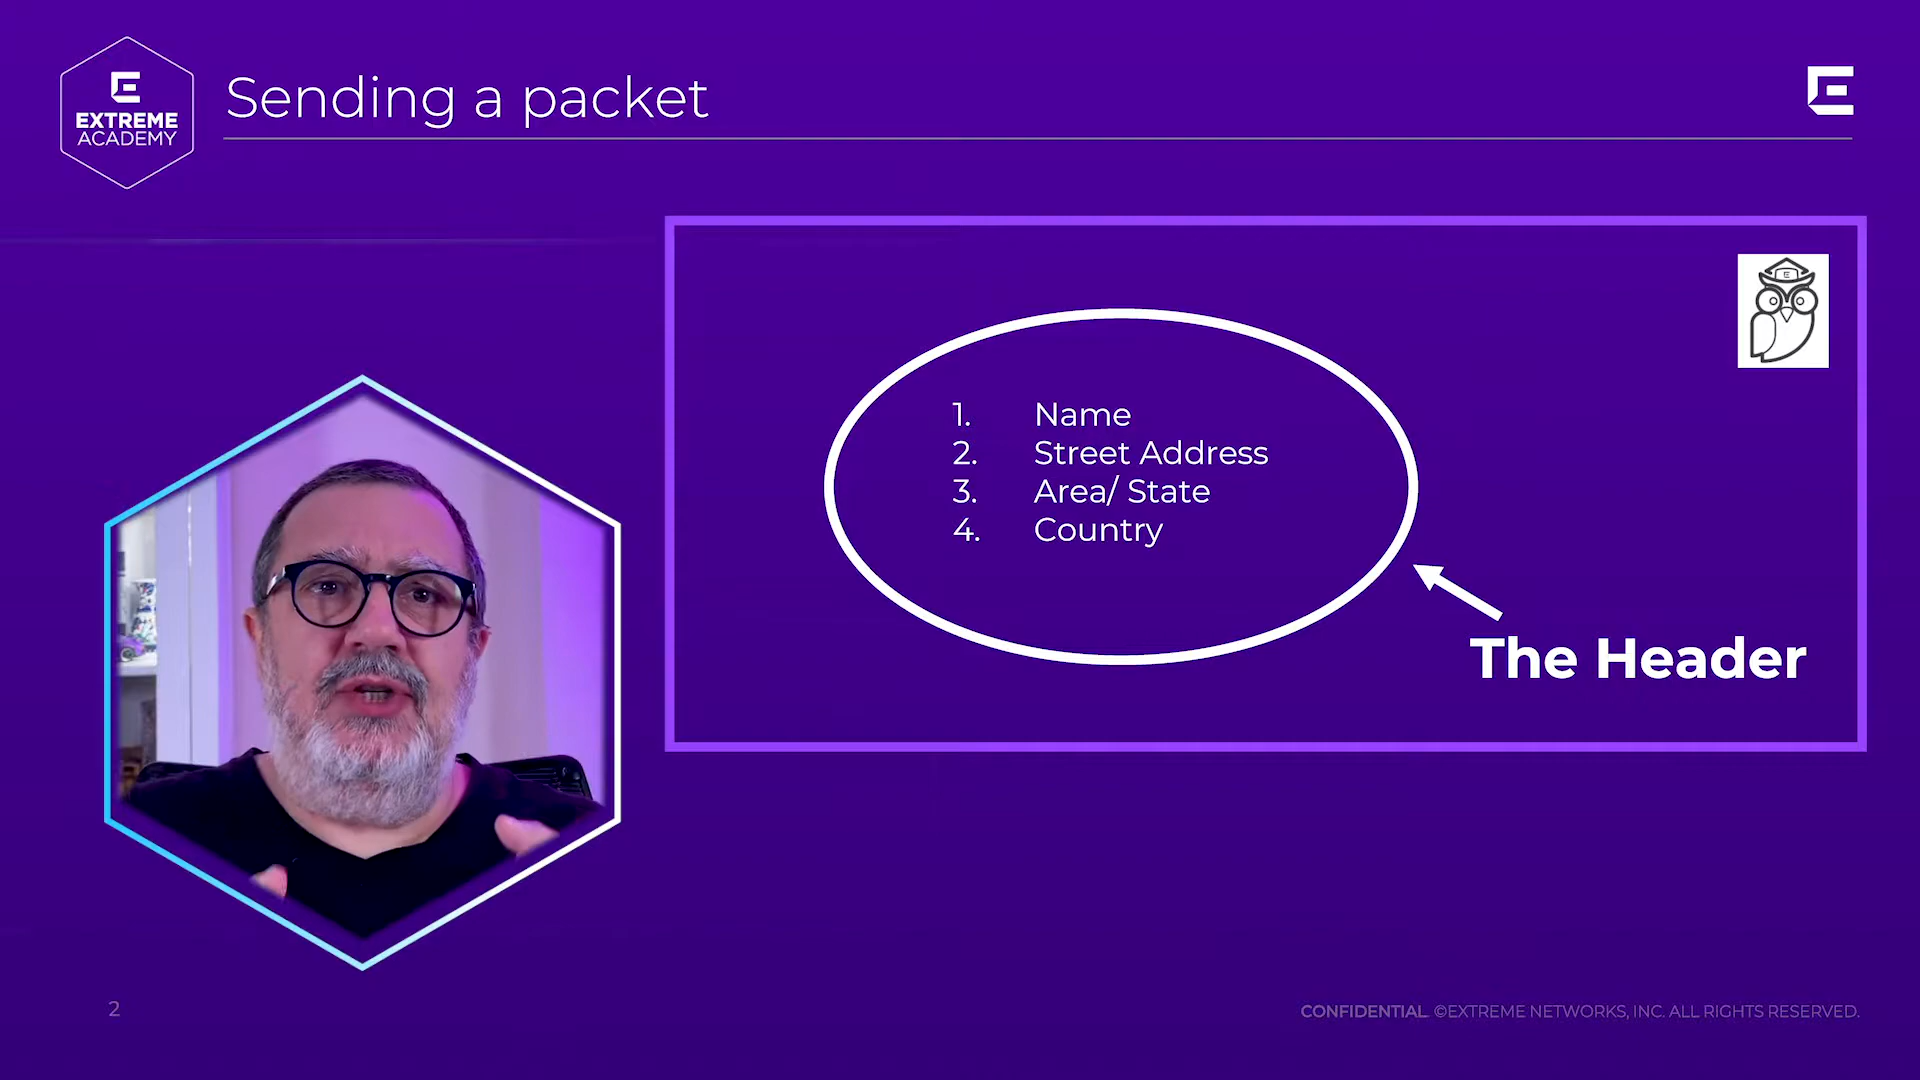 EXTREME
ACADEMY
Sending a packet
1. Name
2. Street Address
3. Area/ State
4. Country
The Header
2
CONFIDENTIAL ©EXTREME NETWORKS, INC. ALL RIGHTS RESERVED.